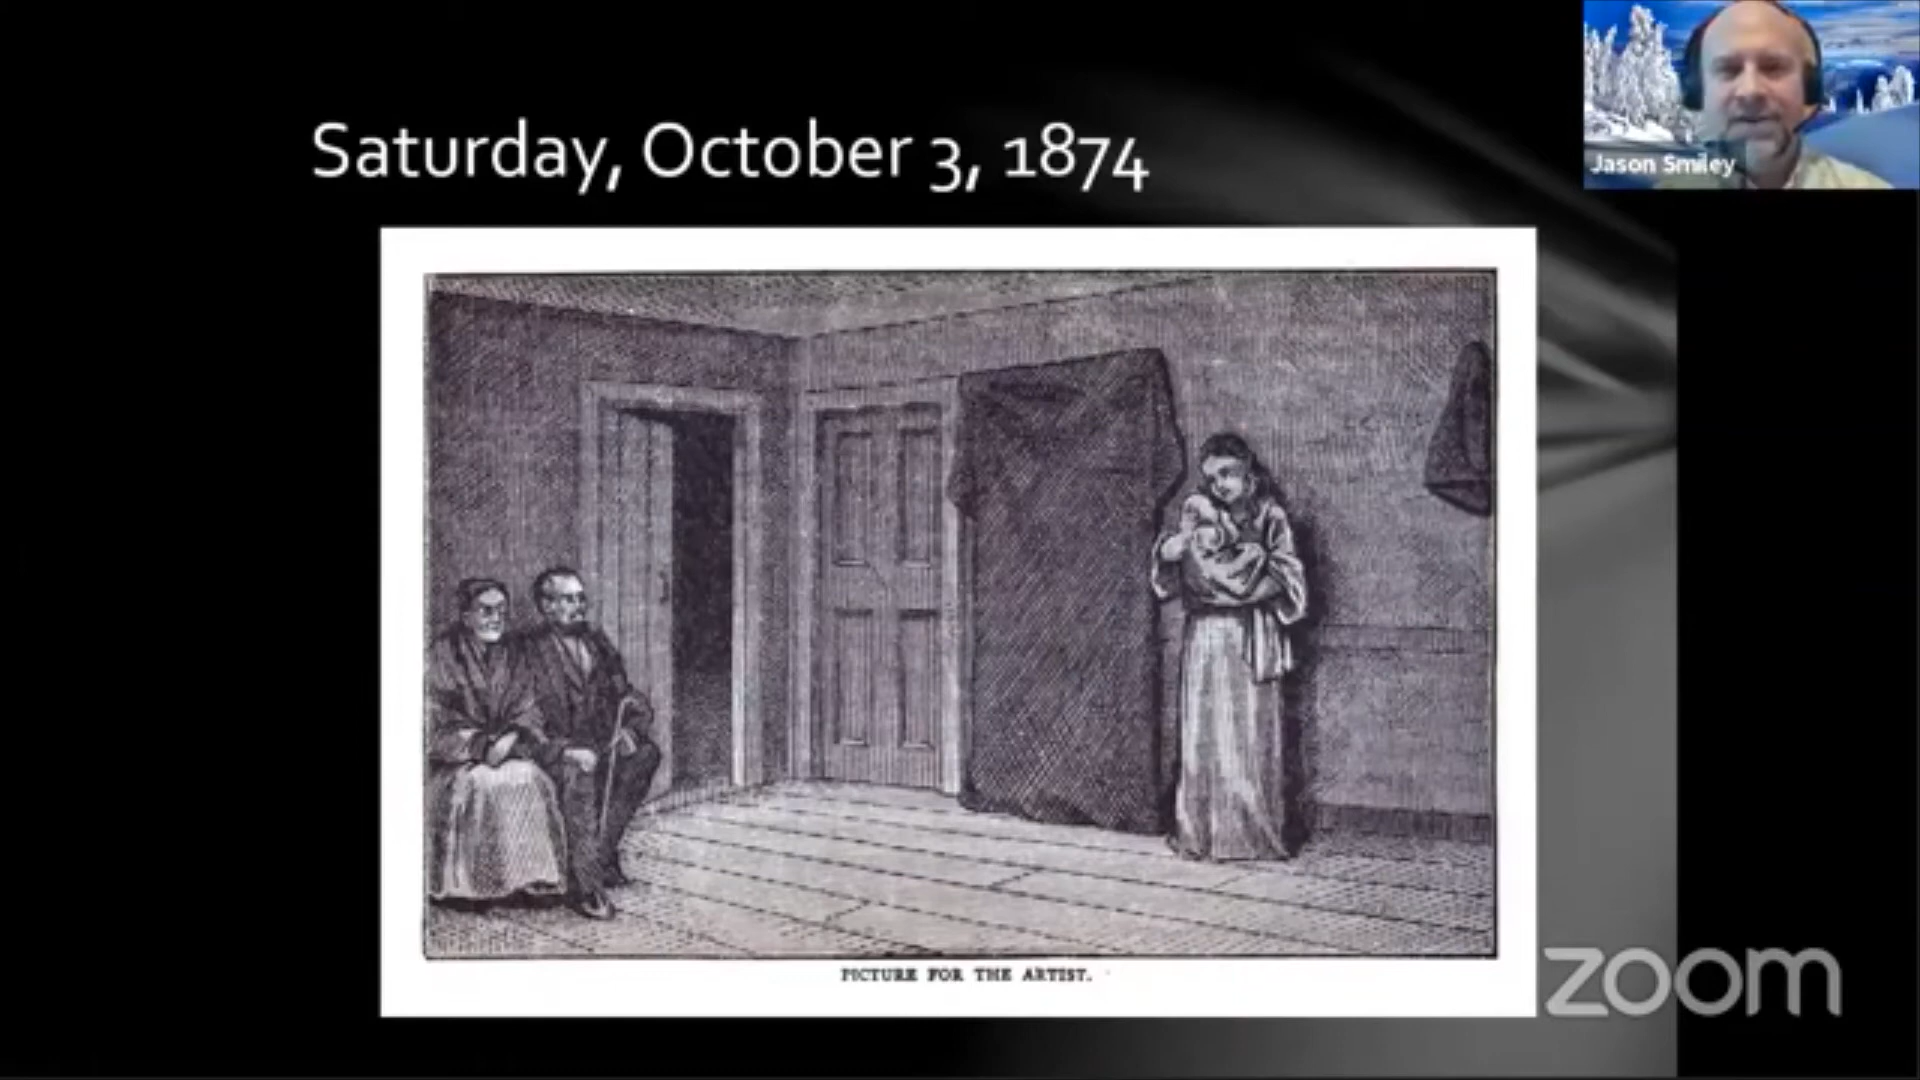 Saturday, October 3, 1874
Jason Smiley
PICTURE FOR THE ARTIST.
zoom